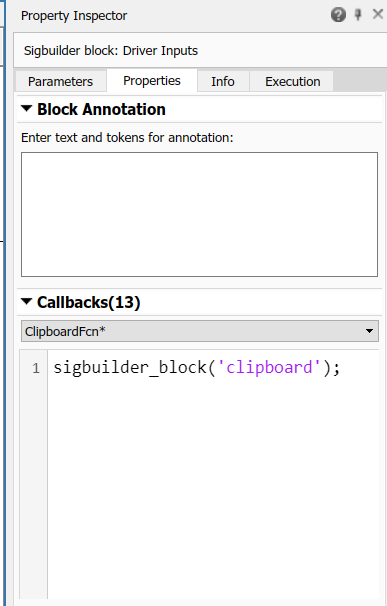 Property Inspector
Sigbuilder block: Driver Inputs
Parameters Properties Info Execution
Block Annotation
Enter text and tokens for annotation:
Callbacks(13)
ClipboardFcn*
1 sigbuilder_block('clipboard');